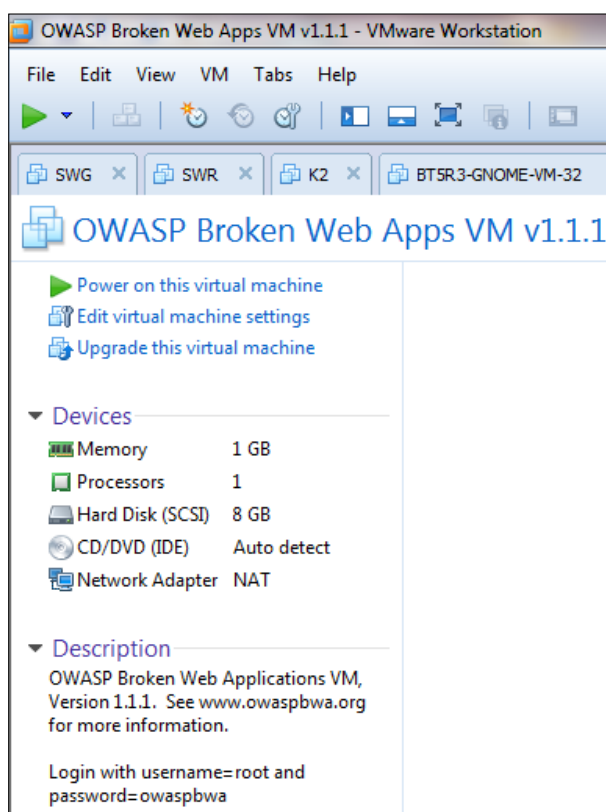 OWASP Broken Web Apps VM v1.1.1 - VMware Workstation
File Edit View VM Tabs Help
SWG SWR K2 BT5R3-GNOME-VM-32
OWASP Broken Web Apps VM v1.1.1
Power on this virtual machine
Edit virtual machine settings
Upgrade this virtual machine
Devices
Memory 1 GB
Processors 1
Hard Disk (SCSI) 8 GB
CD/DVD (IDE) Auto detect
Network Adapter NAT
Description
OWASP Broken Web Applications VM,
Version 1.1.1. See www.owaspbwa.org
for more information.
Login with username=root and
password=owaspbwa